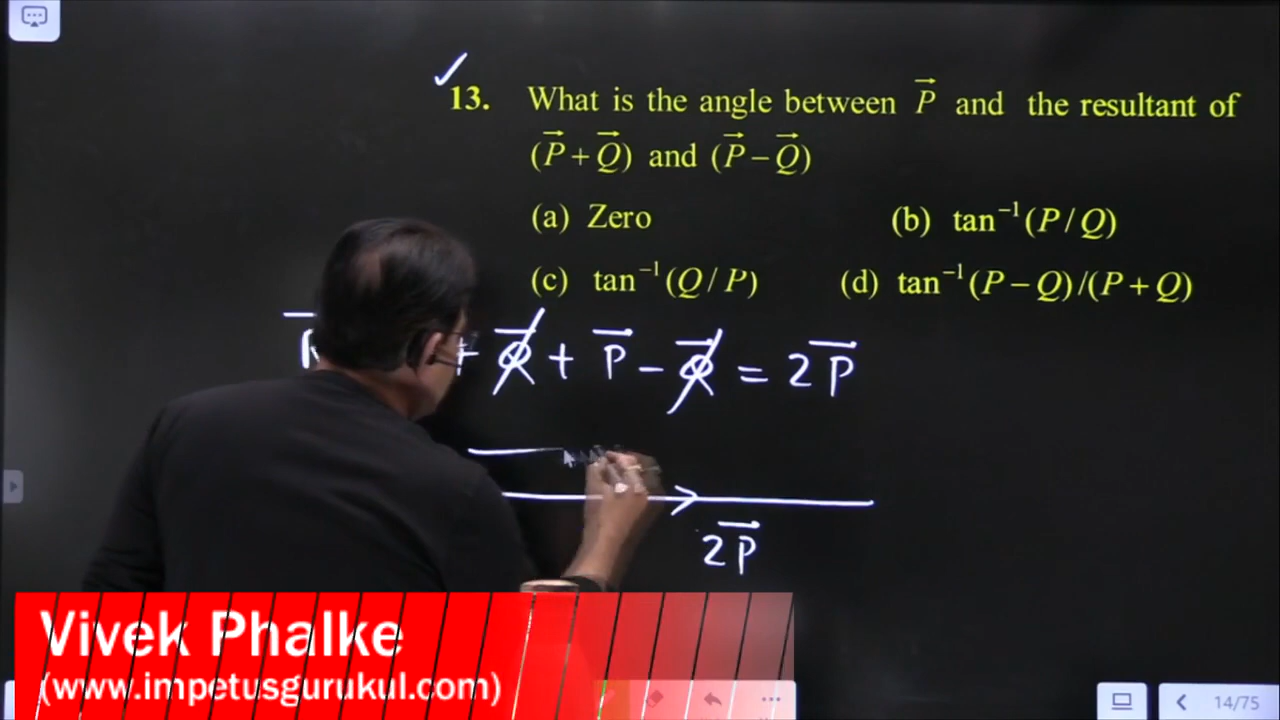 13. What is the angle between P⃗ and the resultant of
(P⃗ + Q⃗) and (P⃗ − Q⃗)
(a) Zero (b) tan⁻¹(P / Q)
(c) tan⁻¹(Q / P) (d) tan⁻¹(P − Q)/(P + Q)
+ Q⃗ + P⃗ − Q⃗ = 2P⃗
2P⃗
Vivek Phalke
(www.impetusgurukul.com)
14/75